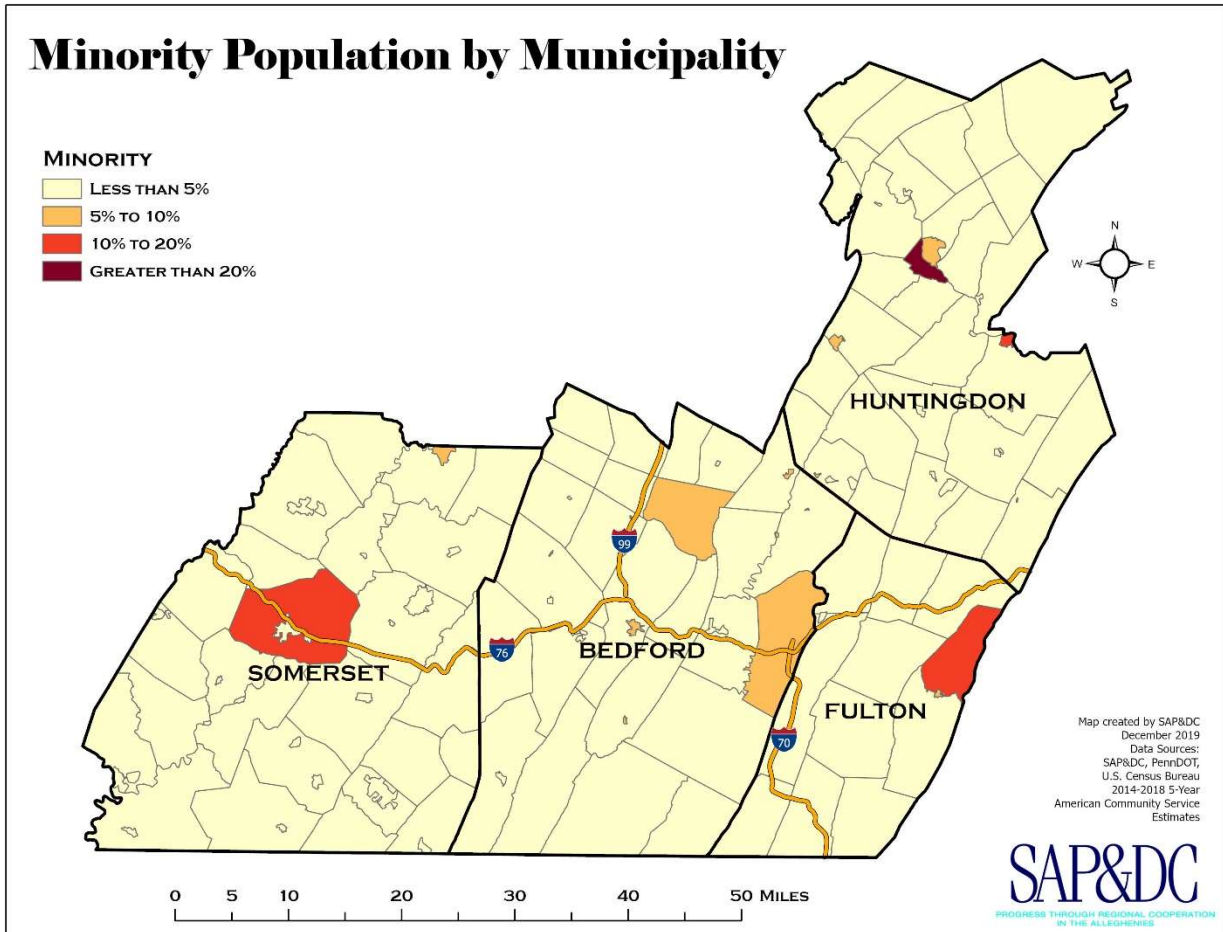 Minority Population by Municipality
MINORITY
LESS THAN 5%
5% TO 10%
10% TO 20%
GREATER THAN 20%
N
W E
S
HUNTINGDON
99
76
BEDFORD
SOMERSET
FULTON
70
Map created by SAP&DC
December 2019
Data Sources:
SAP&DC, PennDOT,
U.S. Census Bureau
2014-2018 5-Year
American Community Service
Estimates
0 5 10 20 30 40 50 MILES
SAP&DC
PROGRESS THROUGH REGIONAL COOPERATION
IN THE ALLEGHENIES